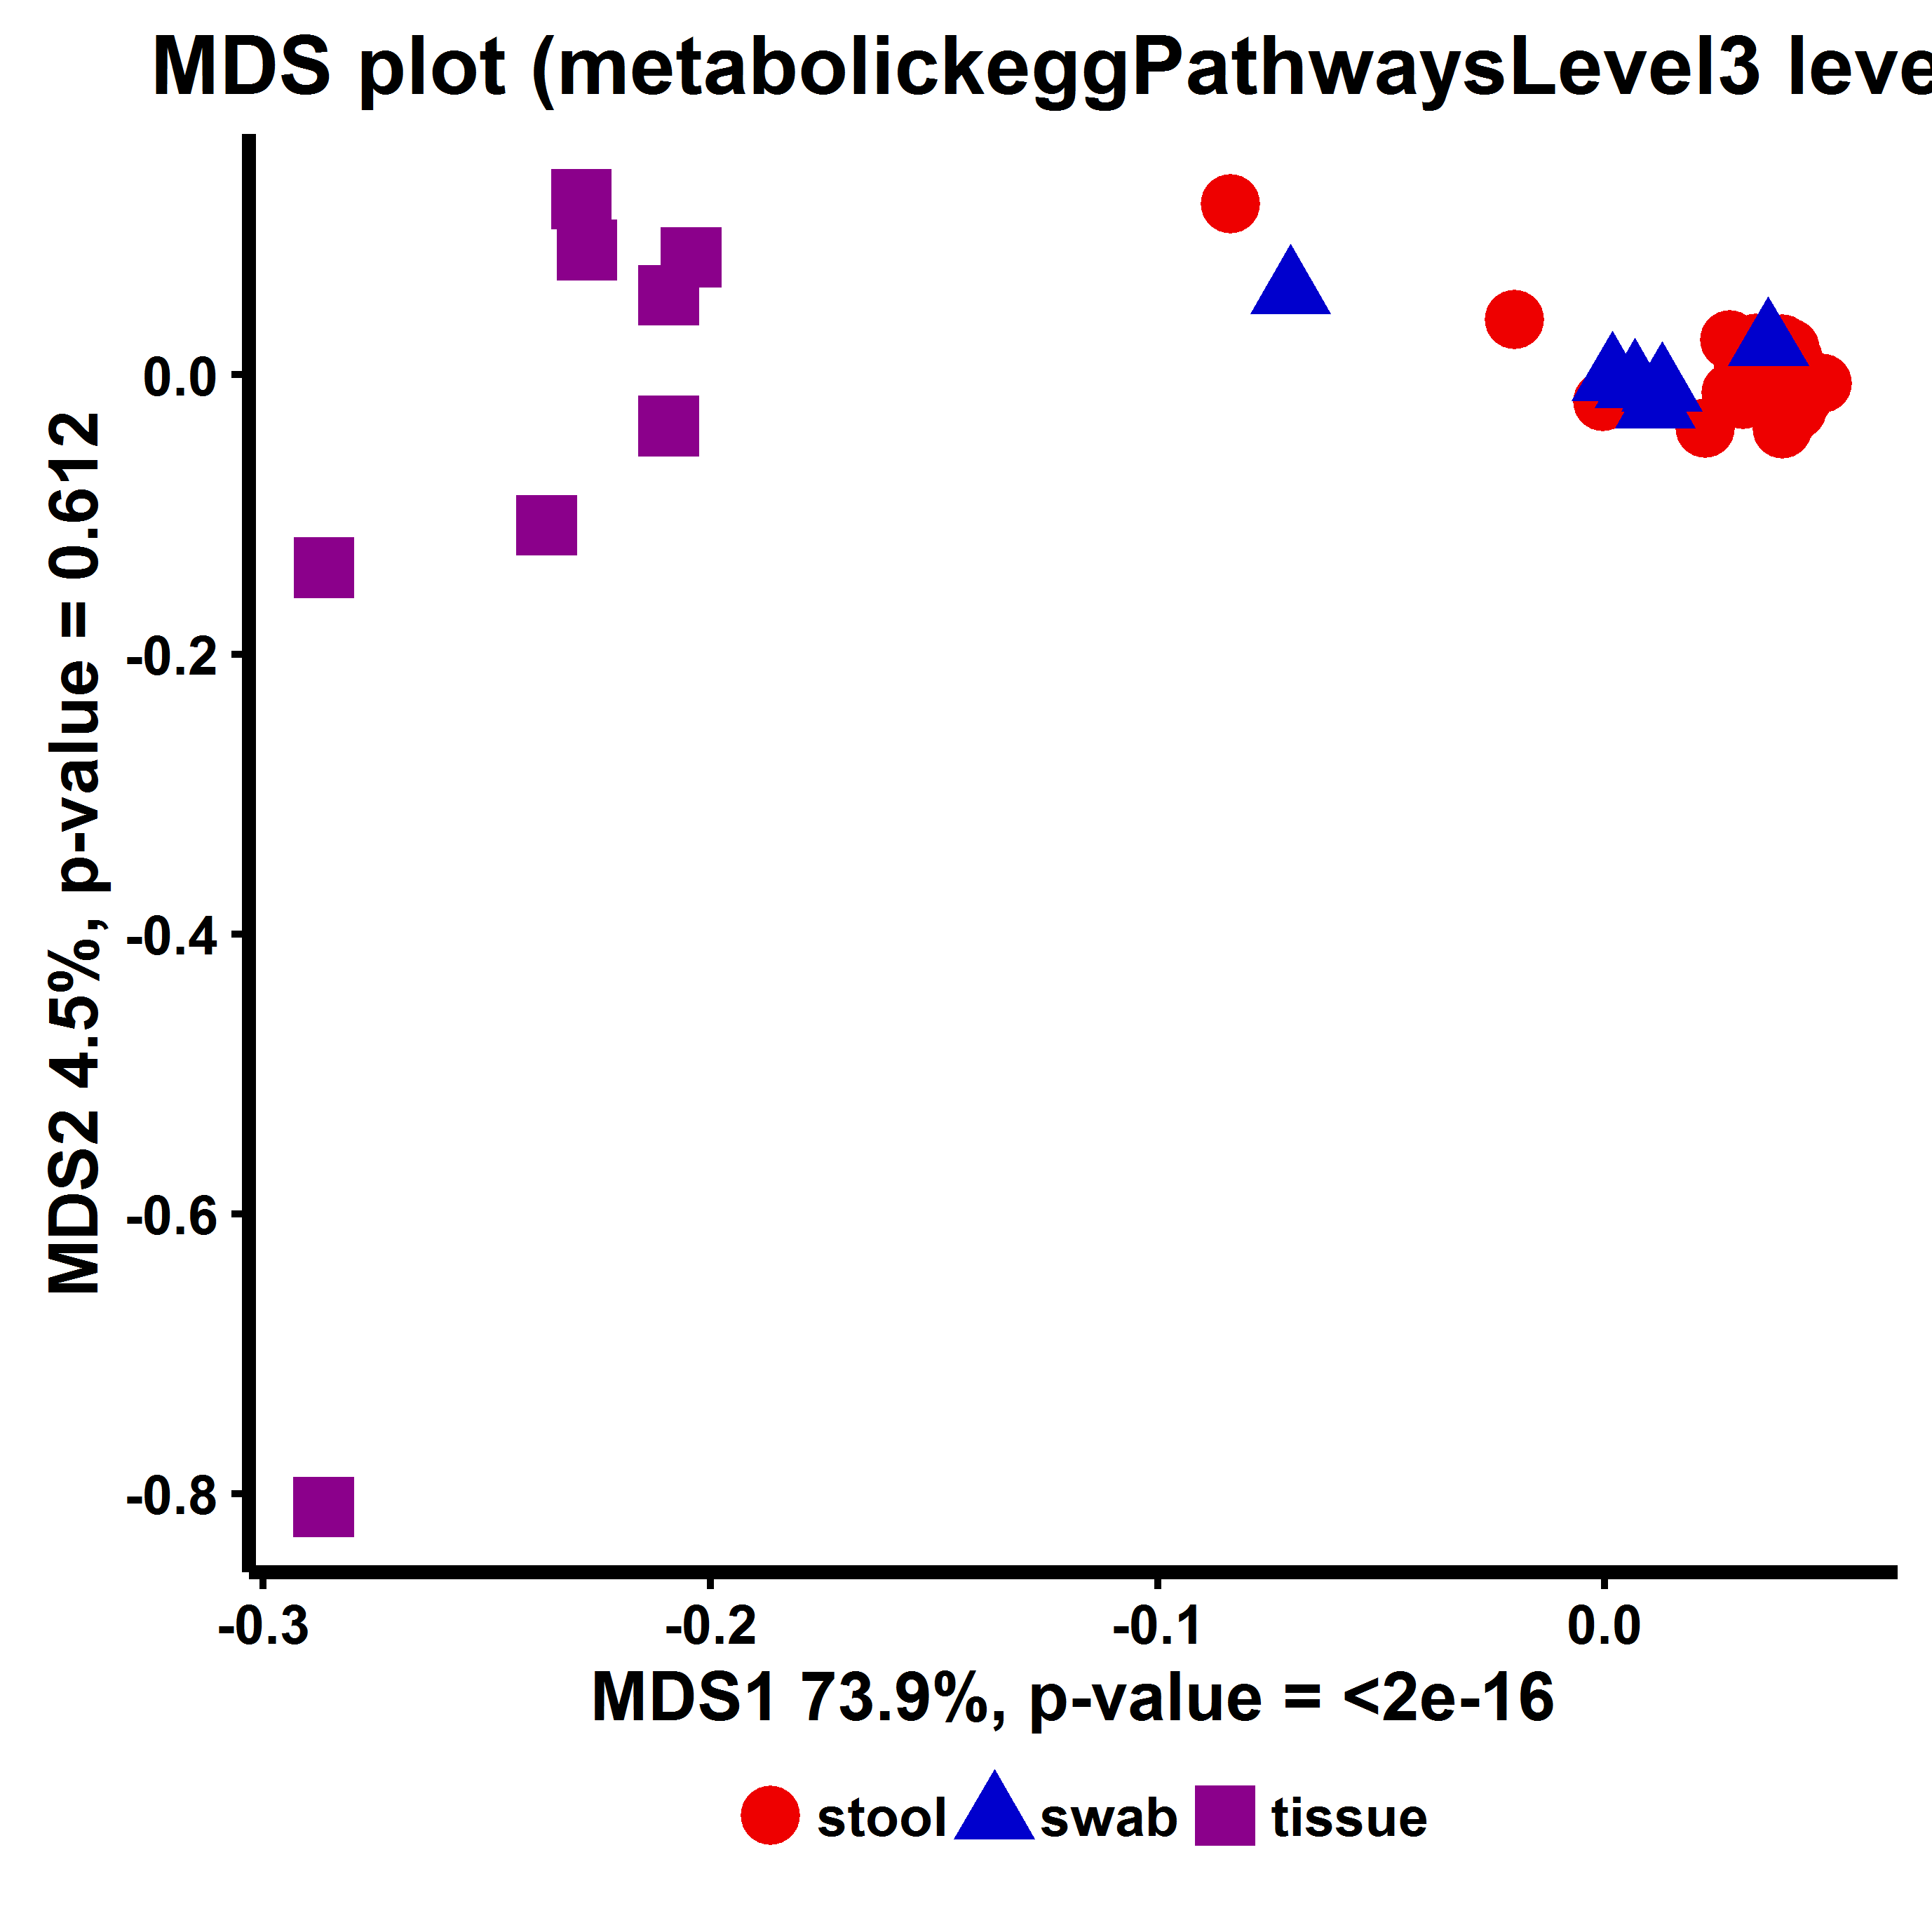 MDS plot (metabolickeggPathwaysLevel3 leve
MDS2 4.5%, p-value = 0.612
0.0
-0.2
-0.4
-0.6
-0.8
-0.3 -0.2 -0.1 0.0
MDS1 73.9%, p-value = <2e-16
stool swab tissue